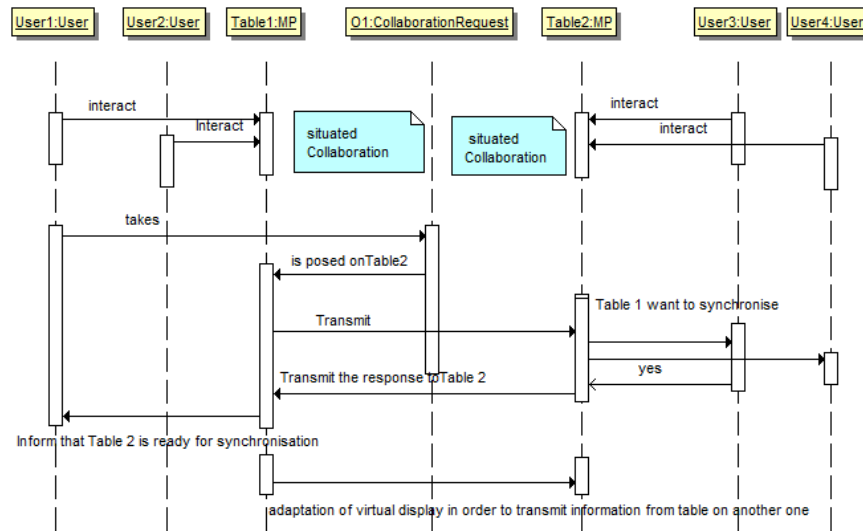 User1:User
User2:User
Table1:MP
O1:CollaborationRequest
Table2:MP
User3:User
User4:User
interact
Interact
situated
Collaboration
situated
Collaboration
interact
interact
takes
is posed onTable2
Transmit
Table 1 want to synchronise
yes
Transmit the response toTable 2
Inform that Table 2 is ready for synchronisation
adaptation of virtual display in order to transmit information from table on another one